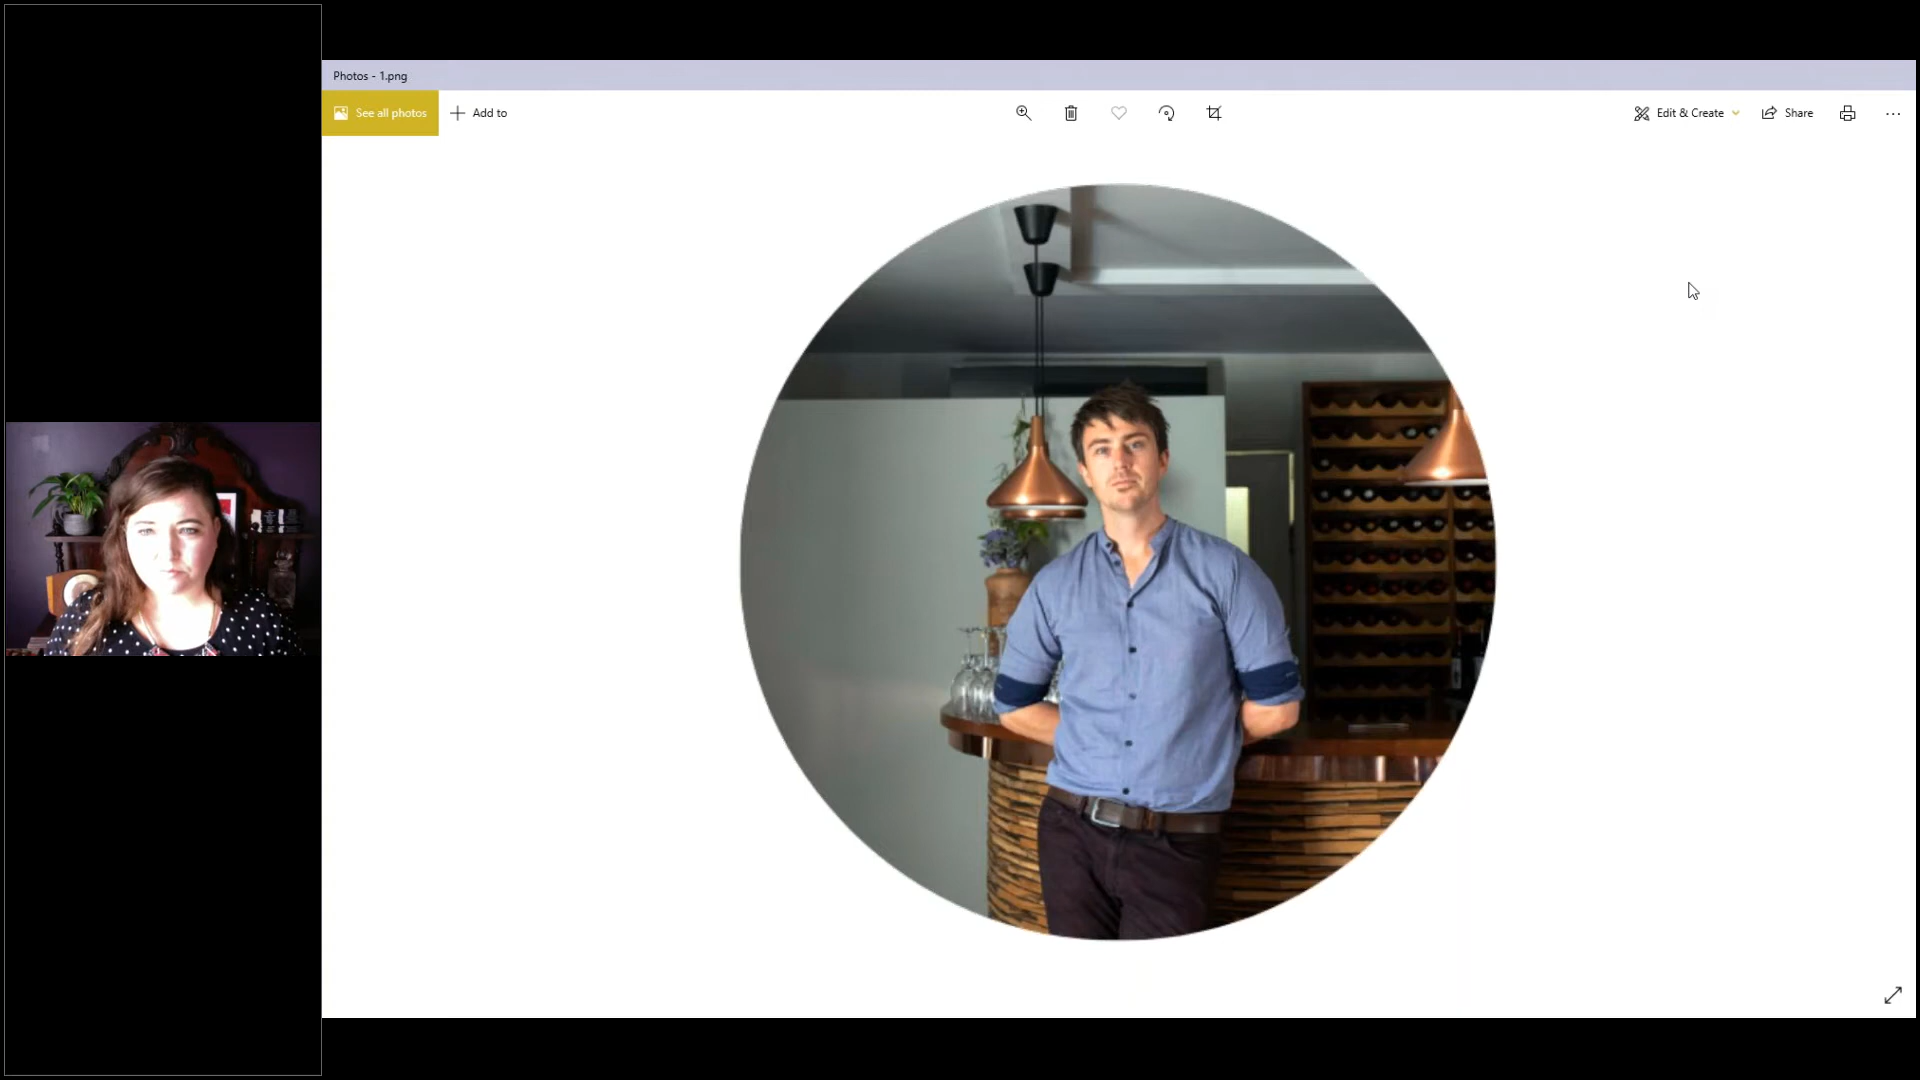 Photos - 1.png
See all photos
Add to
Edit & Create
Share